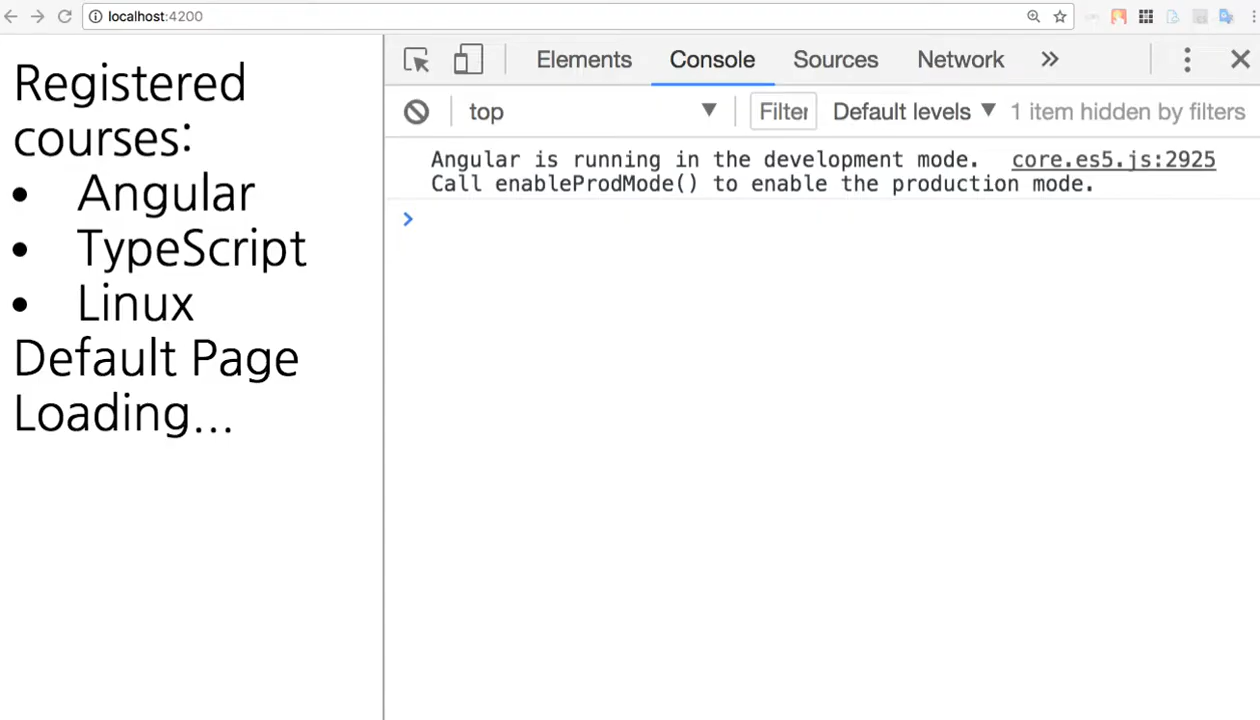 localhost:4200
Registered
courses:
• Angular
• TypeScript
• Linux
Default Page
Loading...
Elements Console Sources Network »
top Filter Default levels 1 item hidden by filters
Angular is running in the development mode. core.es5.js:2925
Call enableProdMode() to enable the production mode.
>